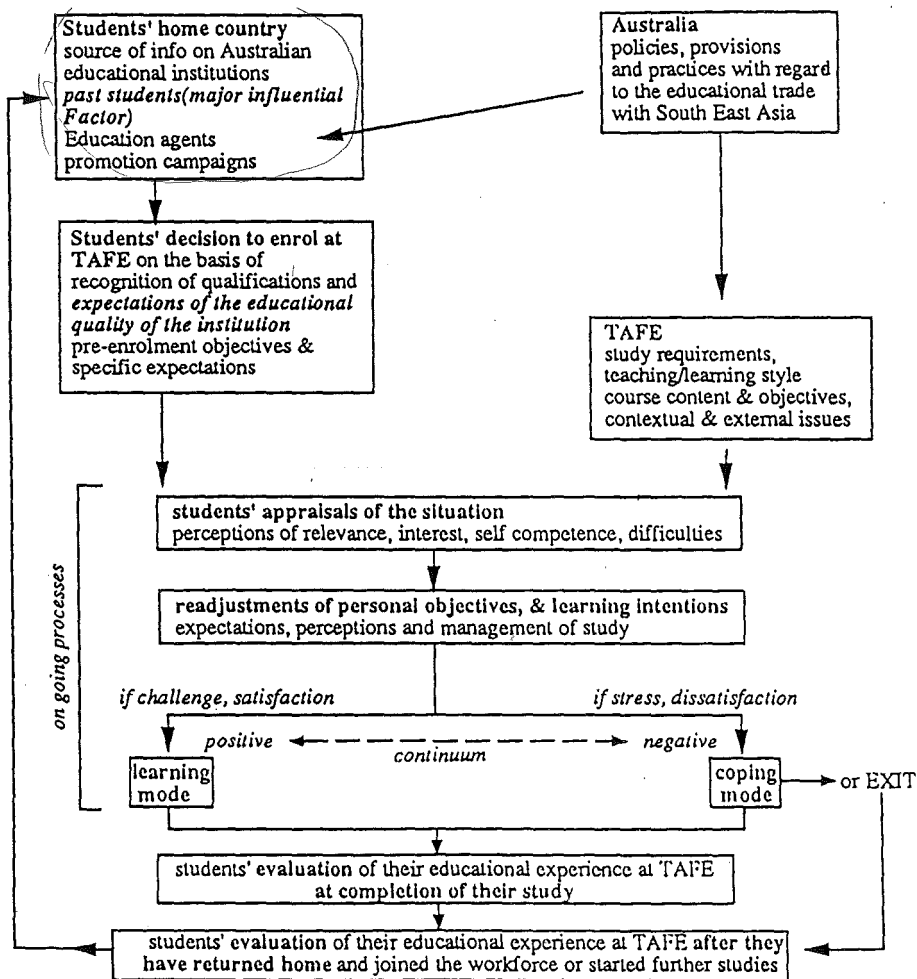 Students' home country
source of info on Australian
educational institutions
past students(major influential
Factor)
Education agents
promotion campaigns
Australia
policies, provisions
and practices with regard
to the educational trade
with South East Asia
Students' decision to enrol at
TAFE on the basis of
recognition of qualifications and
expectations of the educational
quality of the institution
pre-enrolment objectives &
specific expectations
TAFE
study requirements,
teaching/learning style
course content & objectives,
contextual & external issues
on going processes
students' appraisals of the situation
perceptions of relevance, interest, self competence, difficulties
readjustments of personal objectives, & learning intentions
expectations, perceptions and management of study
if challenge, satisfaction
if stress, dissatisfaction
positive
continuum
negative
learning
mode
coping
mode
or EXIT
students' evaluation of their educational experience at TAFE
at completion of their study
students' evaluation of their educational experience at TAFE after they
have returned home and joined the workforce or started further studies